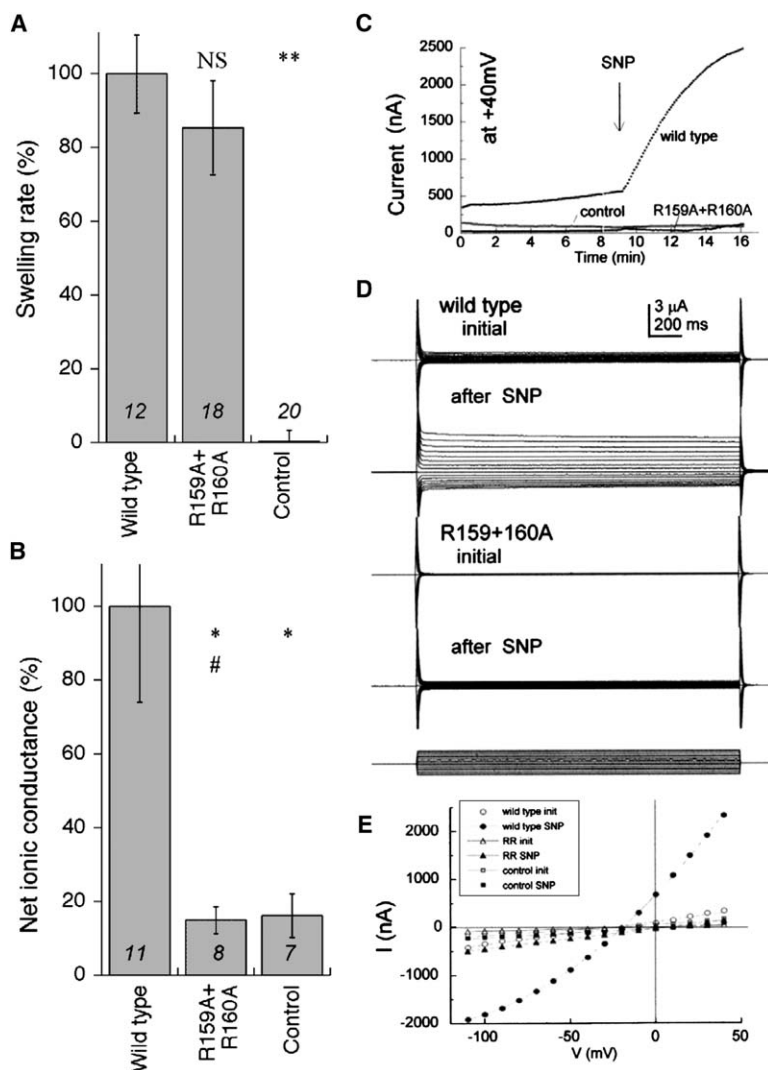 A
Swelling rate (%)
100
80
60
40
20
0
NS
**
12
18
20
Wild type
R159A+
R160A
Control
B
Net ionic conductance (%)
100
80
60
40
20
0
*
#
*
11
8
7
Wild type
R159A+
R160A
Control
C
Current (nA)
at +40mV
2500
2000
1500
1000
500
0
SNP
wild type
control
R159A+R160A
0 2 4 6 8 10 12 14 16
Time (min)
D
wild type
initial
3 µA
200 ms
after SNP
R159+160A
initial
after SNP
E
wild type init
wild type SNP
RR init
RR SNP
control init
control SNP
I (nA)
2000
1000
0
-1000
-2000
-100 -50 0 50
V (mV)